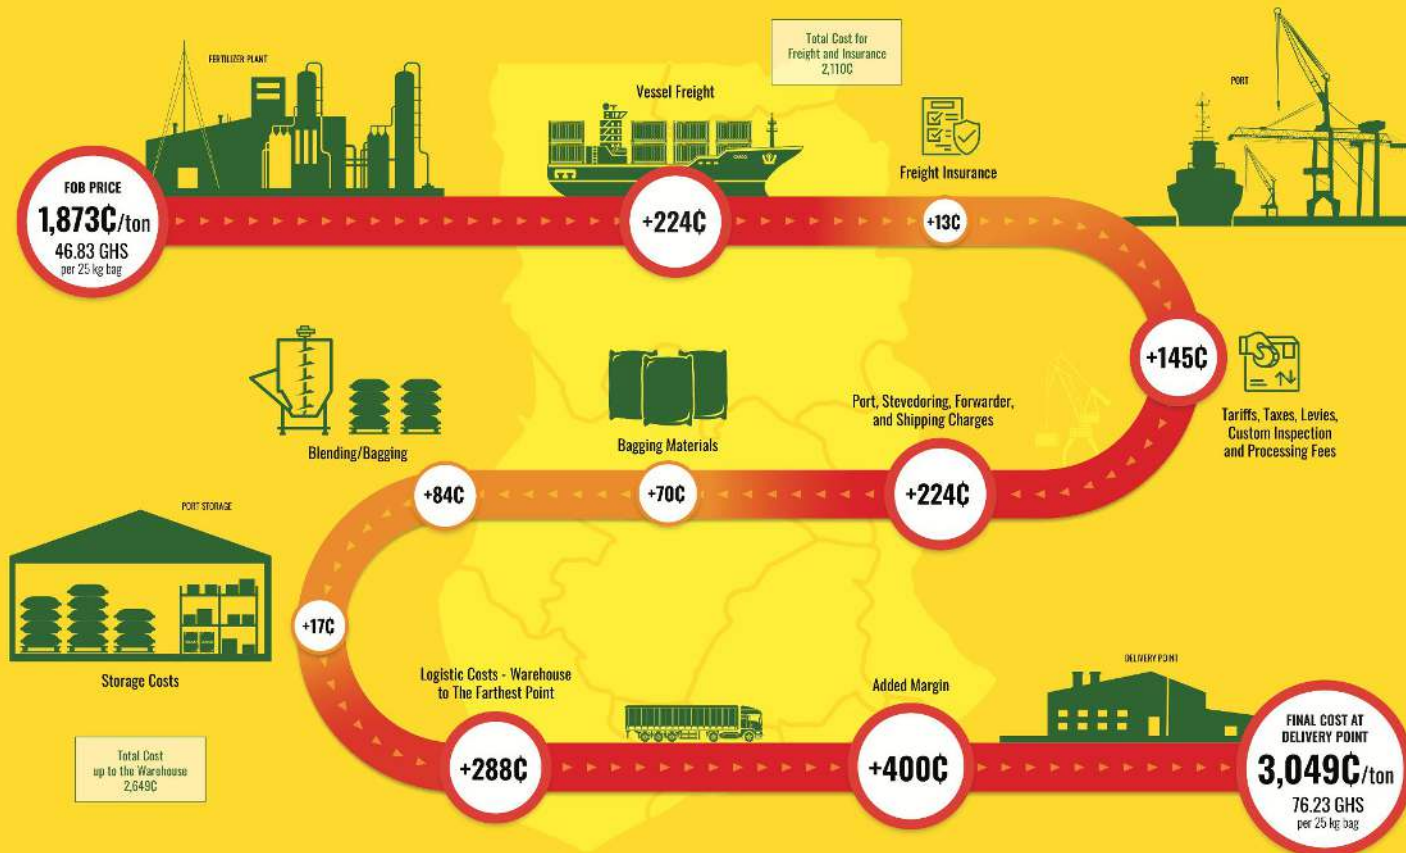 FERTILIZER PLANT
FOB PRICE
1,873₵/ton
46.83 GHS
per 25 kg bag
Vessel Freight
+224₵
Total Cost for
Freight and Insurance
2,110₵
Freight Insurance
+13₵
PORT
+145₵
Tariffs, Taxes, Levies,
Custom Inspection
and Processing Fees
Port, Stevedoring, Forwarder,
and Shipping Charges
+224₵
Bagging Materials
+70₵
Blending/Bagging
+84₵
PORT STORAGE
+17₵
Storage Costs
Total Cost
up to the Warehouse
2,649₵
Logistic Costs - Warehouse
to The Farthest Point
+288₵
Added Margin
+400₵
DELIVERY POINT
FINAL COST AT
DELIVERY POINT
3,049₵/ton
76.23 GHS
per 25 kg bag